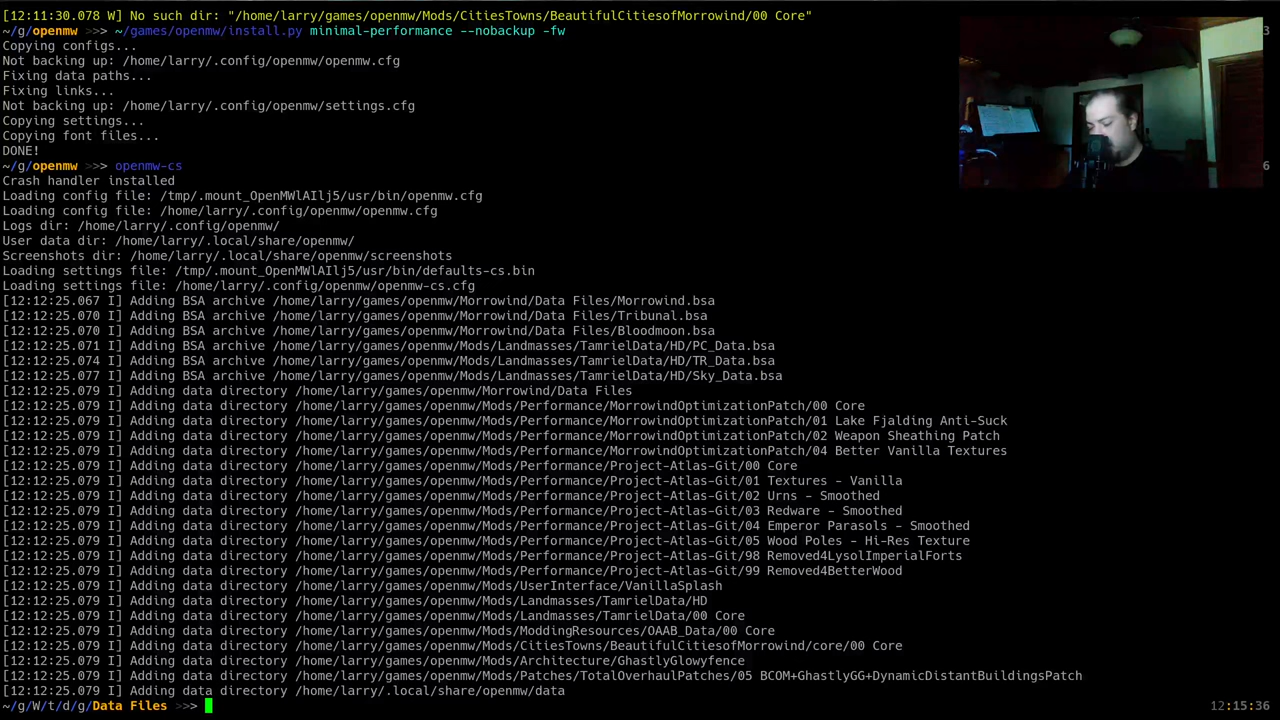 [12:11:30.078 W] No such dir: "/home/larry/games/openmw/Mods/CitiesTowns/BeautifulCitiesofMorrowind/00 Core"
~/g/openmw >>> ~/games/openmw/install.py minimal-performance --nobackup -fw
Copying configs...
Not backing up: /home/larry/.config/openmw/openmw.cfg
Fixing data paths...
Fixing links...
Not backing up: /home/larry/.config/openmw/settings.cfg
Copying settings...
Copying font files...
DONE!
~/g/openmw >>> openmw-cs
Crash handler installed
Loading config file: /tmp/.mount_OpenMWlAIlj5/usr/bin/openmw.cfg
Loading config file: /home/larry/.config/openmw/openmw.cfg
Logs dir: /home/larry/.config/openmw/
User data dir: /home/larry/.local/share/openmw/
Screenshots dir: /home/larry/.local/share/openmw/screenshots
Loading settings file: /tmp/.mount_OpenMWlAIlj5/usr/bin/defaults-cs.bin
Loading settings file: /home/larry/.config/openmw/openmw-cs.cfg
[12:12:25.067 I] Adding BSA archive /home/larry/games/openmw/Morrowind/Data Files/Morrowind.bsa
[12:12:25.070 I] Adding BSA archive /home/larry/games/openmw/Morrowind/Data Files/Tribunal.bsa
[12:12:25.070 I] Adding BSA archive /home/larry/games/openmw/Morrowind/Data Files/Bloodmoon.bsa
[12:12:25.071 I] Adding BSA archive /home/larry/games/openmw/Mods/Landmasses/TamrielData/HD/PC_Data.bsa
[12:12:25.074 I] Adding BSA archive /home/larry/games/openmw/Mods/Landmasses/TamrielData/HD/TR_Data.bsa
[12:12:25.077 I] Adding BSA archive /home/larry/games/openmw/Mods/Landmasses/TamrielData/HD/Sky_Data.bsa
[12:12:25.079 I] Adding data directory /home/larry/games/openmw/Morrowind/Data Files
[12:12:25.079 I] Adding data directory /home/larry/games/openmw/Mods/Performance/MorrowindOptimizationPatch/00 Core
[12:12:25.079 I] Adding data directory /home/larry/games/openmw/Mods/Performance/MorrowindOptimizationPatch/01 Lake Fjalding Anti-Suck
[12:12:25.079 I] Adding data directory /home/larry/games/openmw/Mods/Performance/MorrowindOptimizationPatch/02 Weapon Sheathing Patch
[12:12:25.079 I] Adding data directory /home/larry/games/openmw/Mods/Performance/MorrowindOptimizationPatch/04 Better Vanilla Textures
[12:12:25.079 I] Adding data directory /home/larry/games/openmw/Mods/Performance/Project-Atlas-Git/00 Core
[12:12:25.079 I] Adding data directory /home/larry/games/openmw/Mods/Performance/Project-Atlas-Git/01 Textures - Vanilla
[12:12:25.079 I] Adding data directory /home/larry/games/openmw/Mods/Performance/Project-Atlas-Git/02 Urns - Smoothed
[12:12:25.079 I] Adding data directory /home/larry/games/openmw/Mods/Performance/Project-Atlas-Git/03 Redware - Smoothed
[12:12:25.079 I] Adding data directory /home/larry/games/openmw/Mods/Performance/Project-Atlas-Git/04 Emperor Parasols - Smoothed
[12:12:25.079 I] Adding data directory /home/larry/games/openmw/Mods/Performance/Project-Atlas-Git/05 Wood Poles - Hi-Res Texture
[12:12:25.079 I] Adding data directory /home/larry/games/openmw/Mods/Performance/Project-Atlas-Git/98 Removed4LysolImperialForts
[12:12:25.079 I] Adding data directory /home/larry/games/openmw/Mods/Performance/Project-Atlas-Git/99 Removed4BetterWood
[12:12:25.079 I] Adding data directory /home/larry/games/openmw/Mods/UserInterface/VanillaSplash
[12:12:25.079 I] Adding data directory /home/larry/games/openmw/Mods/Landmasses/TamrielData/HD
[12:12:25.079 I] Adding data directory /home/larry/games/openmw/Mods/Landmasses/TamrielData/00 Core
[12:12:25.079 I] Adding data directory /home/larry/games/openmw/Mods/ModdingResources/OAAB_Data/00 Core
[12:12:25.079 I] Adding data directory /home/larry/games/openmw/Mods/CitiesTowns/BeautifulCitiesofMorrowind/core/00 Core
[12:12:25.079 I] Adding data directory /home/larry/games/openmw/Mods/Architecture/GhastlyGlowyfence
[12:12:25.079 I] Adding data directory /home/larry/games/openmw/Mods/Patches/TotalOverhaulPatches/05 BCOM+GhastlyGG+DynamicDistantBuildingsPatch
[12:12:25.079 I] Adding data directory /home/larry/.local/share/openmw/data
~/g/W/t/d/g/Data Files >>> 12:15:36